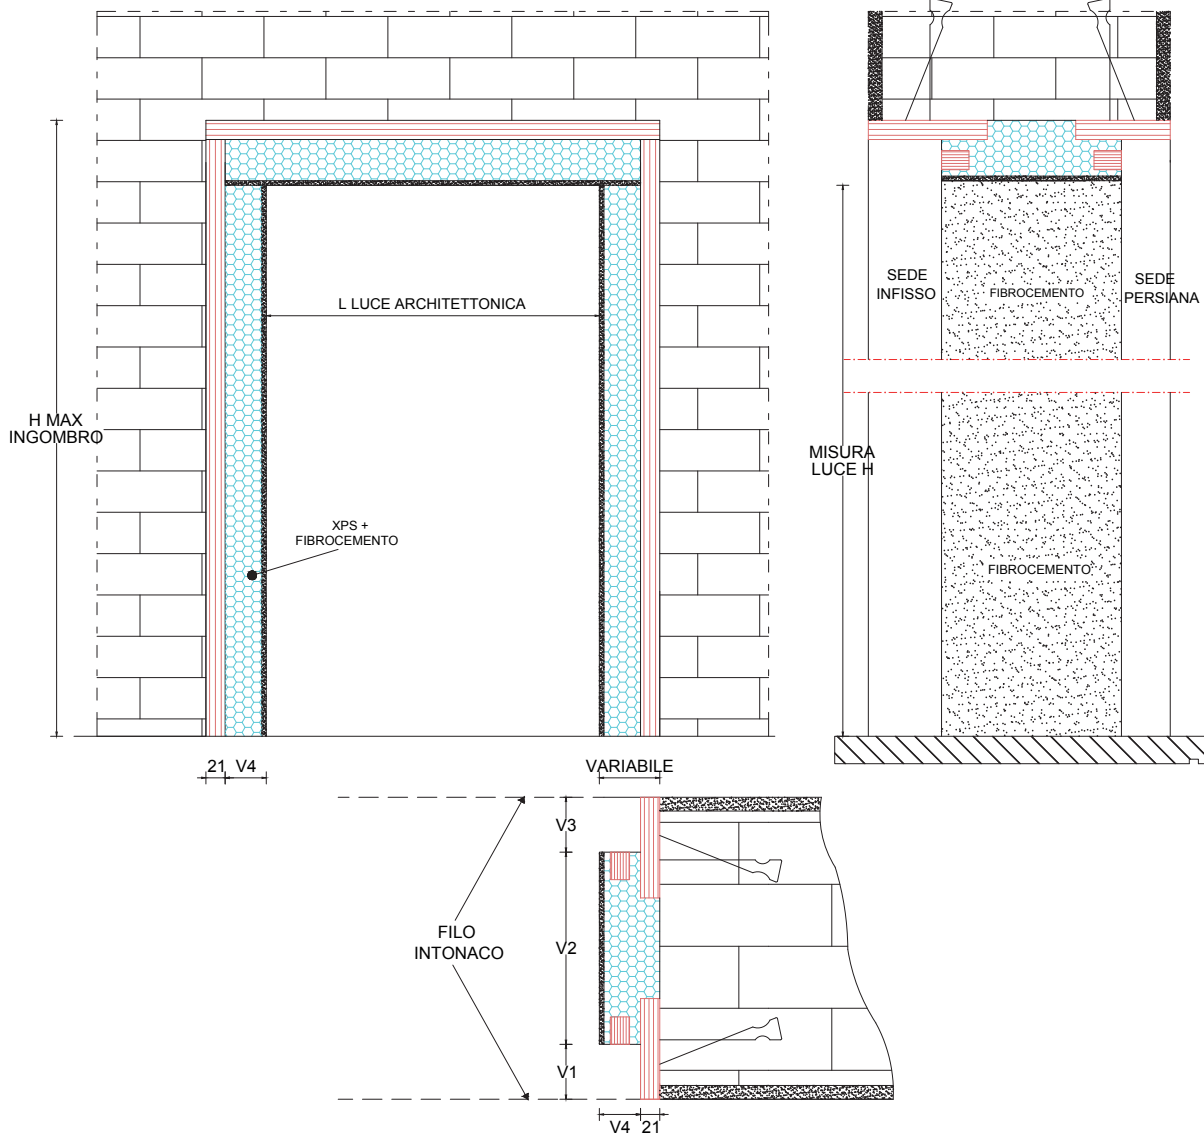 L LUCE ARCHITETTONICA
H MAX
INGOMBRO
XPS +
FIBROCEMENTO
21 V4
VARIABILE
SEDE
INFISSO
FIBROCEMENTO
SEDE
PERSIANA
MISURA
LUCE H
FIBROCEMENTO
V3
FILO
INTONACO
V2
V1
V4 21